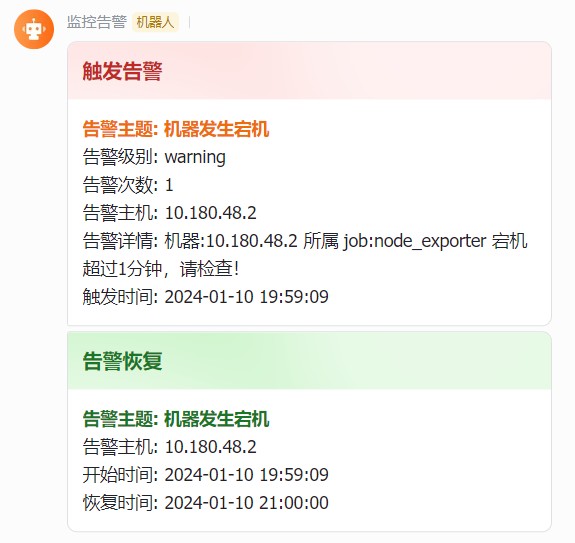 监控告警 机器人
触发告警
告警主题: 机器发生宕机
告警级别: warning
告警次数: 1
告警主机: 10.180.48.2
告警详情: 机器:10.180.48.2 所属 job:node_exporter 宕机
超过1分钟，请检查!
触发时间: 2024-01-10 19:59:09
告警恢复
告警主题: 机器发生宕机
告警主机: 10.180.48.2
开始时间: 2024-01-10 19:59:09
恢复时间: 2024-01-10 21:00:00